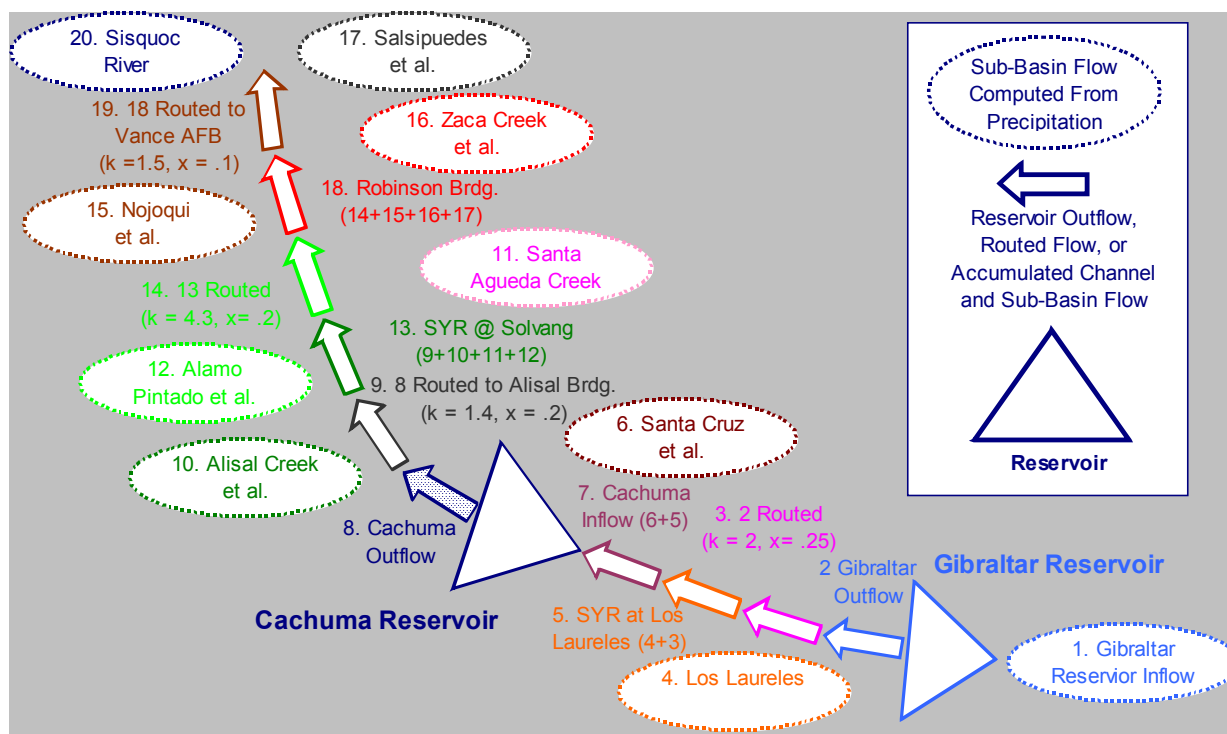 20. Sisquoc
River
17. Salsipuedes
et al.
Sub-Basin Flow
Computed From
Precipitation
19. 18 Routed to
Vance AFB
(k =1.5, x = .1)
16. Zaca Creek
et al.
18. Robinson Brdg.
(14+15+16+17)
15. Nojoqui
et al.
Reservoir Outflow,
Routed Flow, or
Accumulated Channel
and Sub-Basin Flow
11. Santa
Agueda Creek
14. 13 Routed
(k = 4.3, x= .2)
13. SYR @ Solvang
(9+10+11+12)
12. Alamo
Pintado et al.
9. 8 Routed to Alisal Brdg.
(k = 1.4, x = .2)
6. Santa Cruz
et al.
Reservoir
10. Alisal Creek
et al.
7. Cachuma
Inflow (6+5)
3. 2 Routed
(k = 2, x= .25)
8. Cachuma
Outflow
2 Gibraltar
Outflow
Gibraltar Reservoir
Cachuma Reservoir
5. SYR at Los
Laureles (4+3)
4. Los Laureles
1. Gibraltar
Reservior Inflow